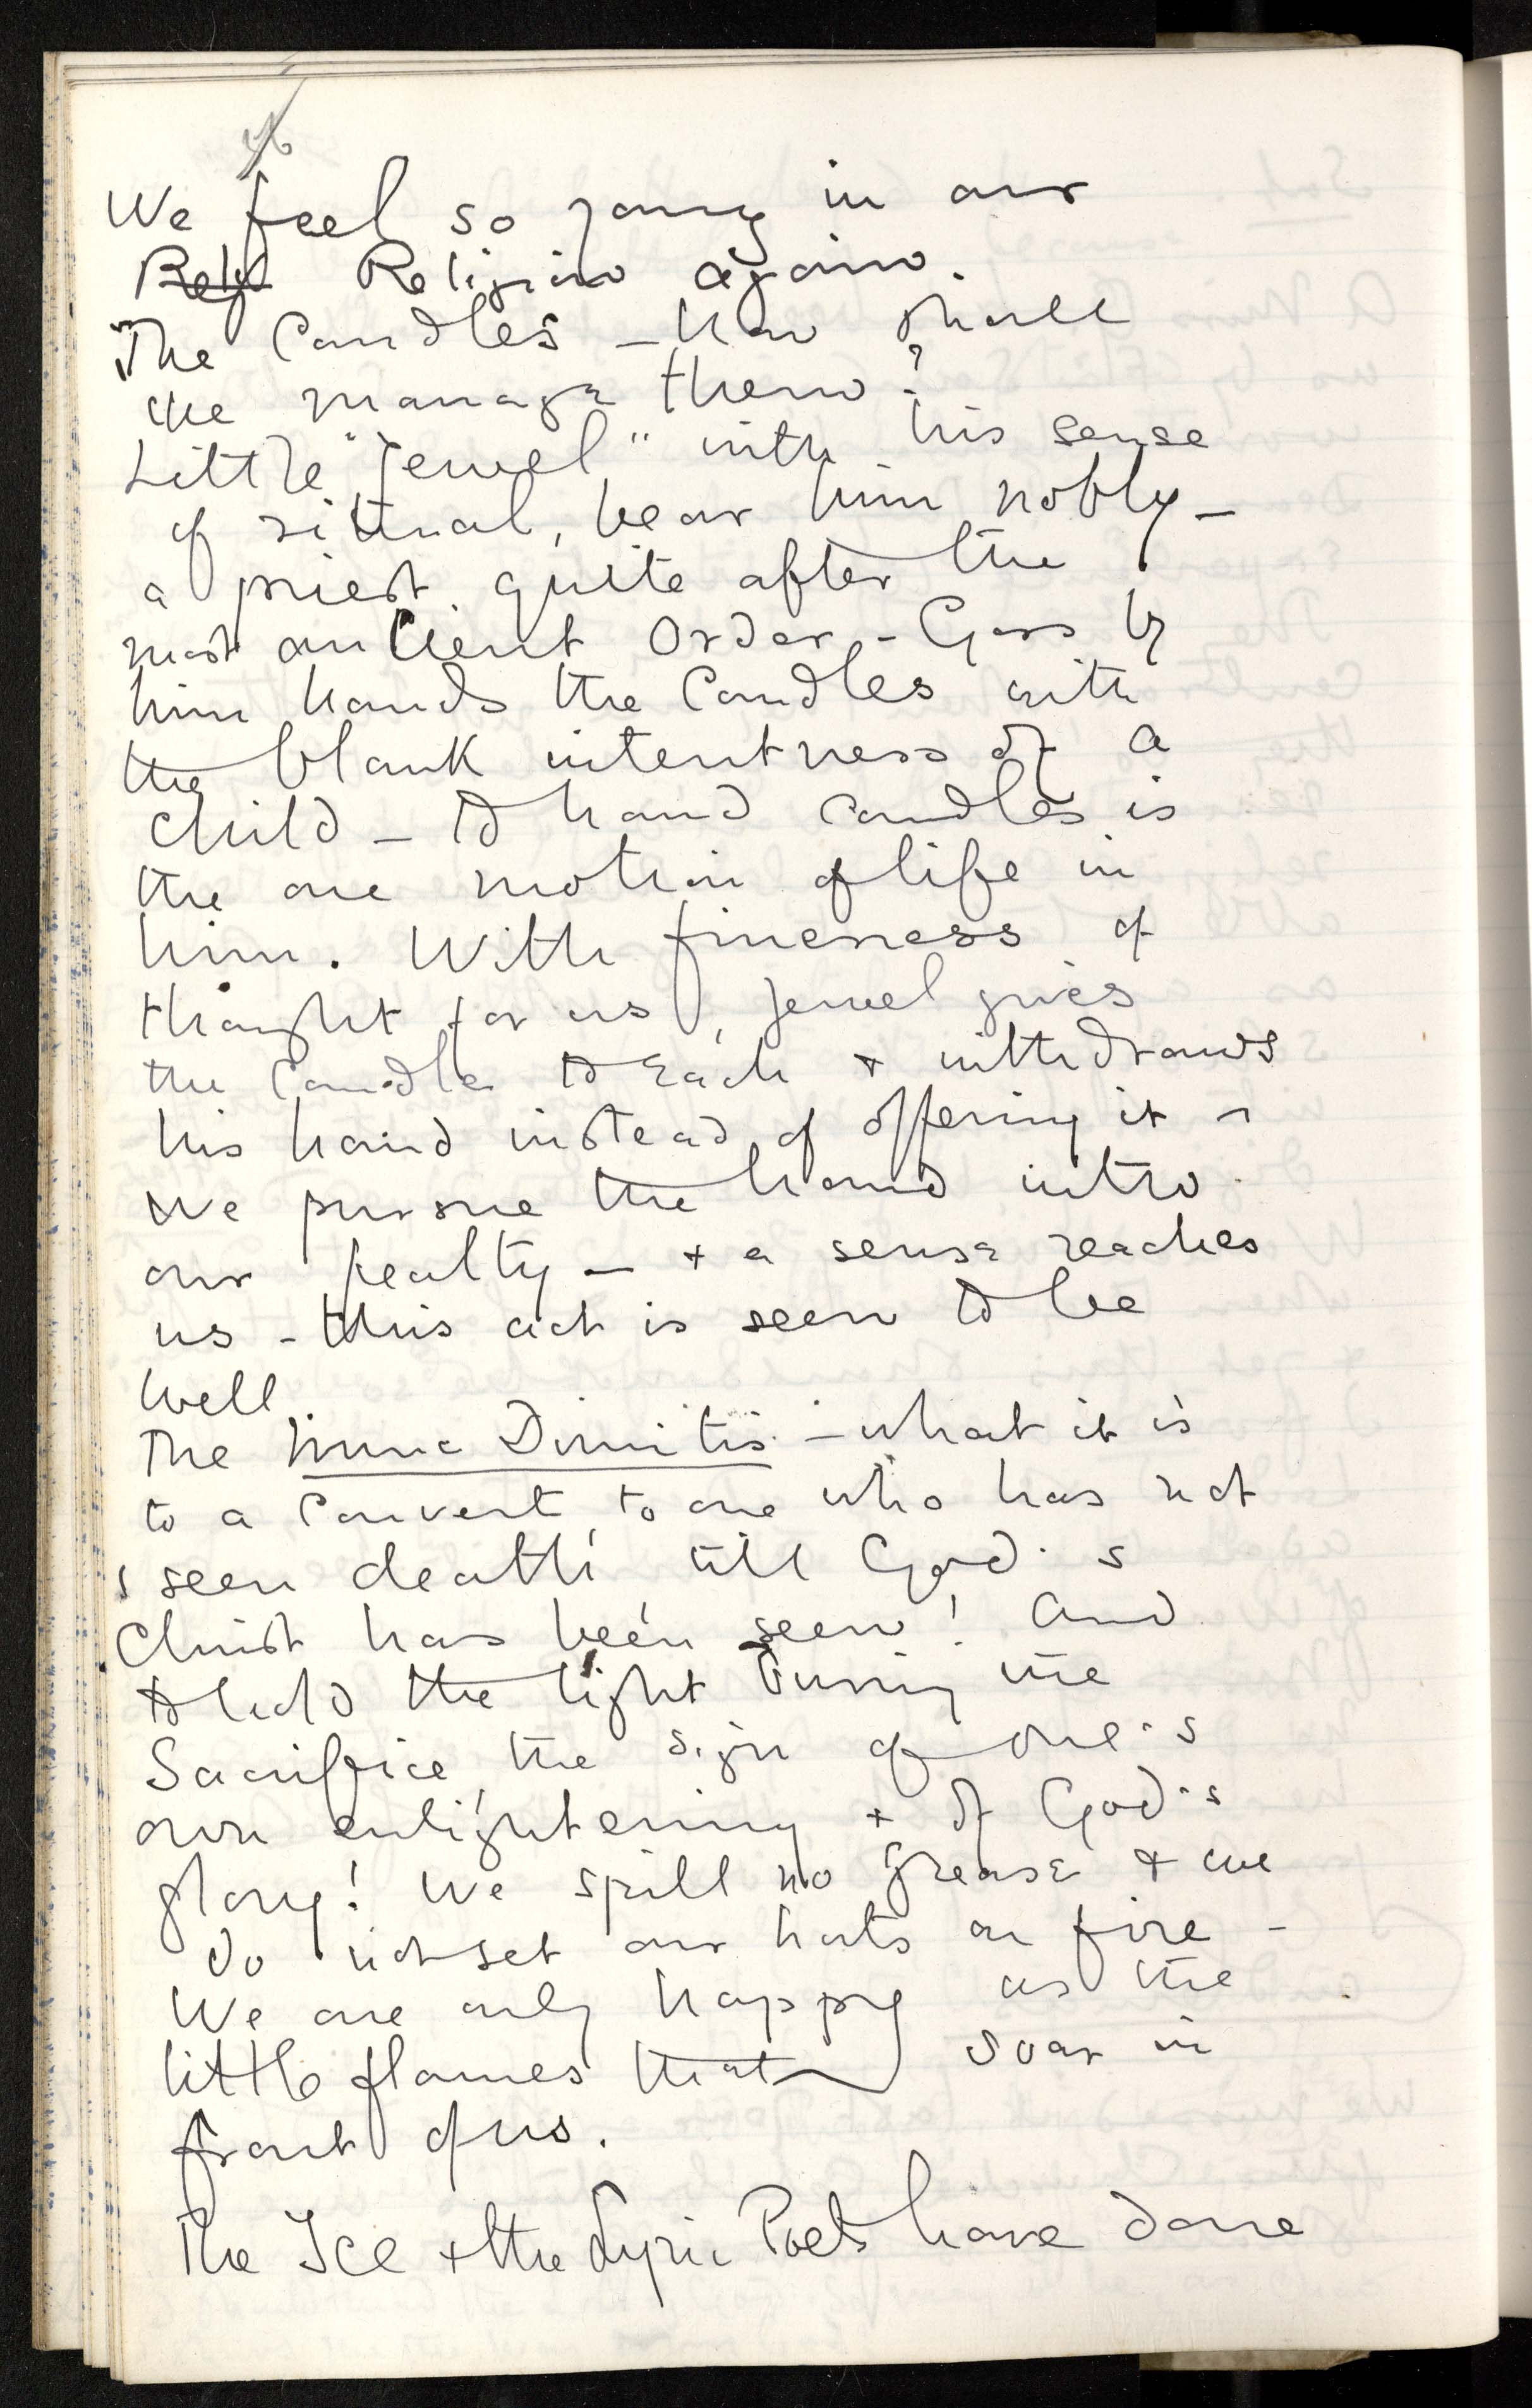 46
We feel so young in our
Religion again.
"The Candles – how shall
we manage them?"
Little "Jewel" with his sense
of ritual, bear him nobly –
a priest quite after the
most ancient Order – Goss by
him hands the Candles with
the blank intentness of a
child – to hand candles is
the one motion of life in
him. With fineness of
thought for us, Jewel gives
the Candle to each & withdraws
his hand instead of offering it –
We pursue the hand into
our fealty – & a sense reaches
us – this act is seen to be
well.
The Nunc Dimitis – what it is
to a Convert, to one who has not
'seen death' till God's
Christ has been seen! And
to hold the light during the
Sacrifice, the sign of one's
own enlightening & of God's
glory! We spill no grease & we
do not set our hats on fire –
We are only happy as the
little flames that soar in
front of us.
The Ice & the Lyric Poets have done